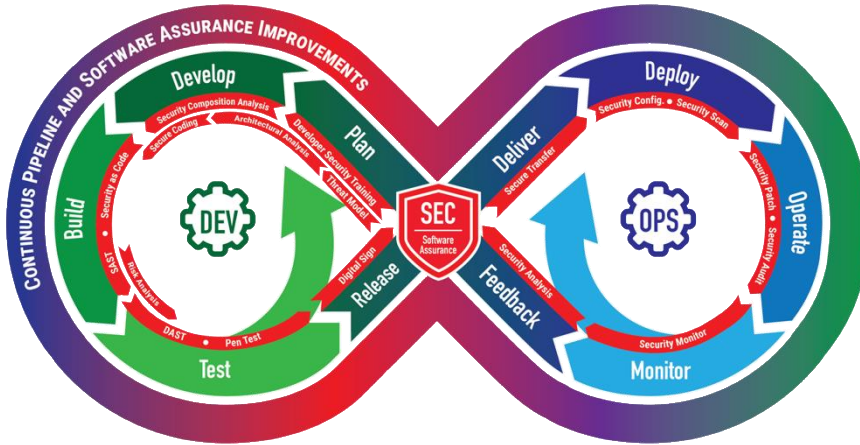 CONTINUOUS PIPELINE AND SOFTWARE ASSURANCE IMPROVEMENTS
Develop
Plan
Security Composition Analysis
Developer Security Training
Secure Coding
Architectural Analysis
Threat Model
Build
Security as Code
SAST
Risk Analysis
DEV
Test
DAST • Pen Test
Release
Digital Sign
SEC
Software
Assurance
Deliver
Secure Transfer
Deploy
Security Config. • Security Scan
Operate
Security Patch • Security Audit
OPS
Monitor
Security Monitor
Feedback
Security Analysis